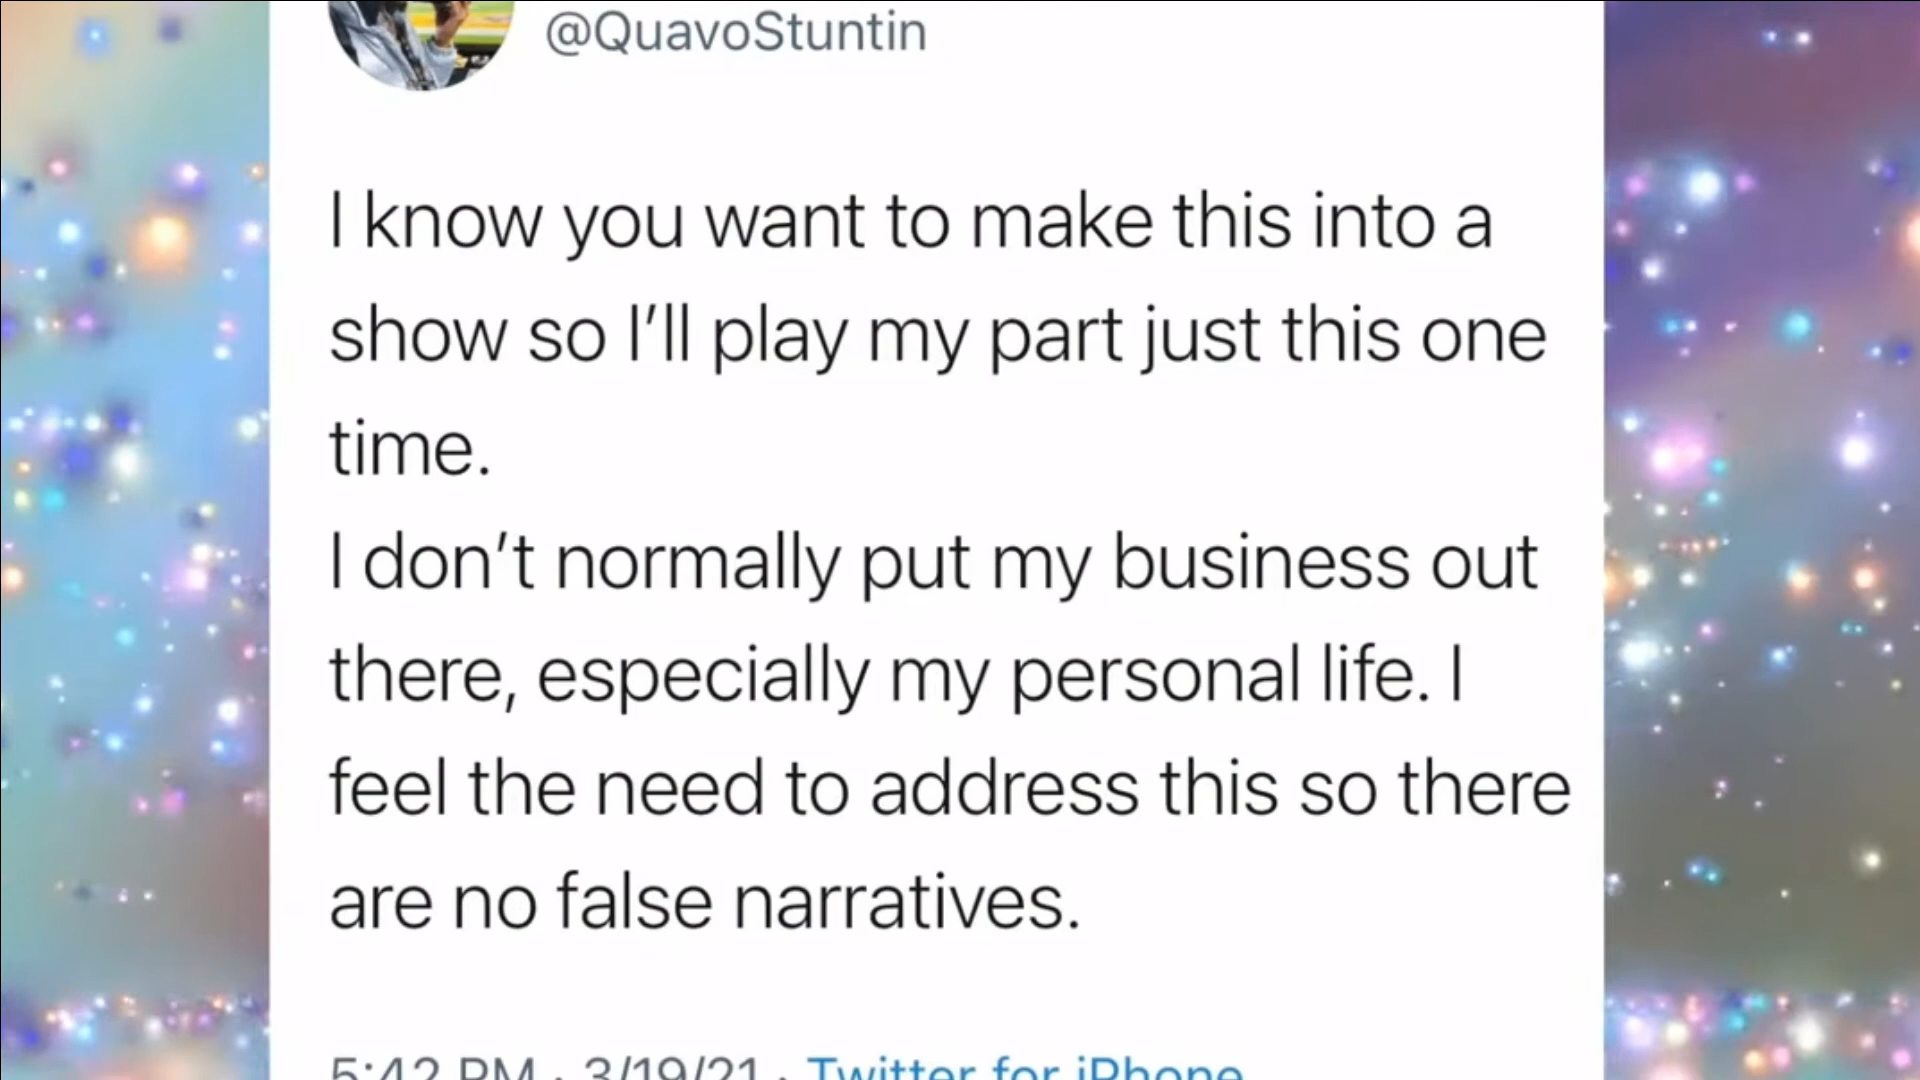 @QuavoStuntin
I know you want to make this into a
show so I’ll play my part just this one
time.
I don’t normally put my business out
there, especially my personal life. I
feel the need to address this so there
are no false narratives.
5:42 PM · 3/19/21 · Twitter for iPhone